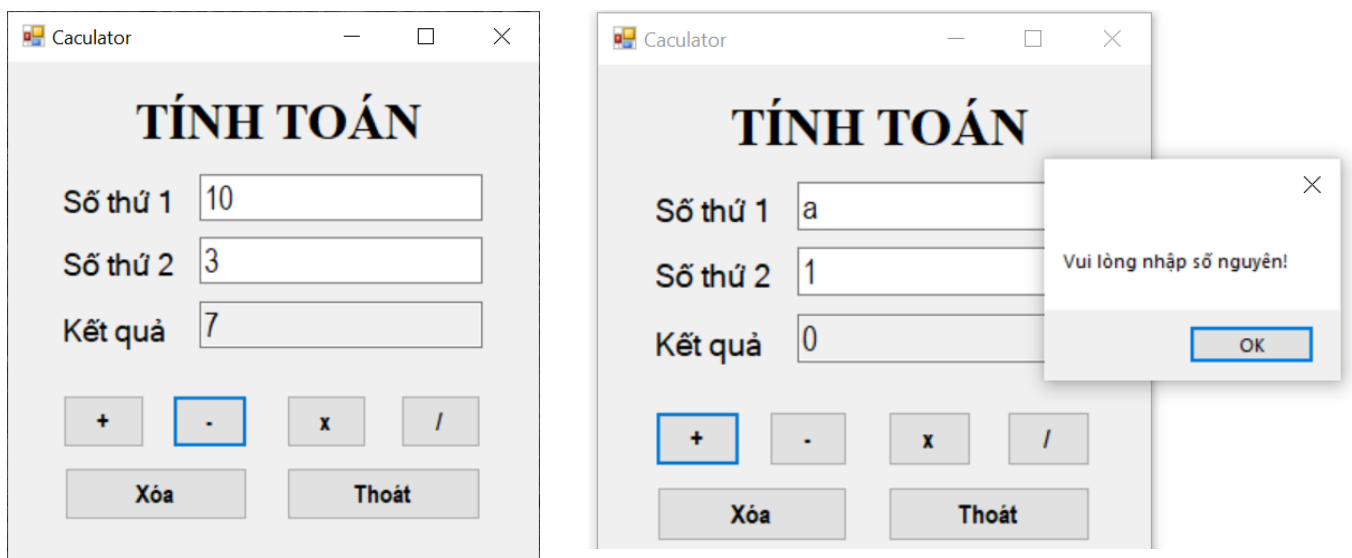 Caculator
TÍNH TOÁN
Số thứ 1 10
Số thứ 2 3
Kết quả 7
+ - x /
Xóa Thoát
Caculator
TÍNH TOÁN
Số thứ 1 a
Số thứ 2 1
Kết quả 0
+ - x /
Xóa Thoát
Vui lòng nhập số nguyên!
OK